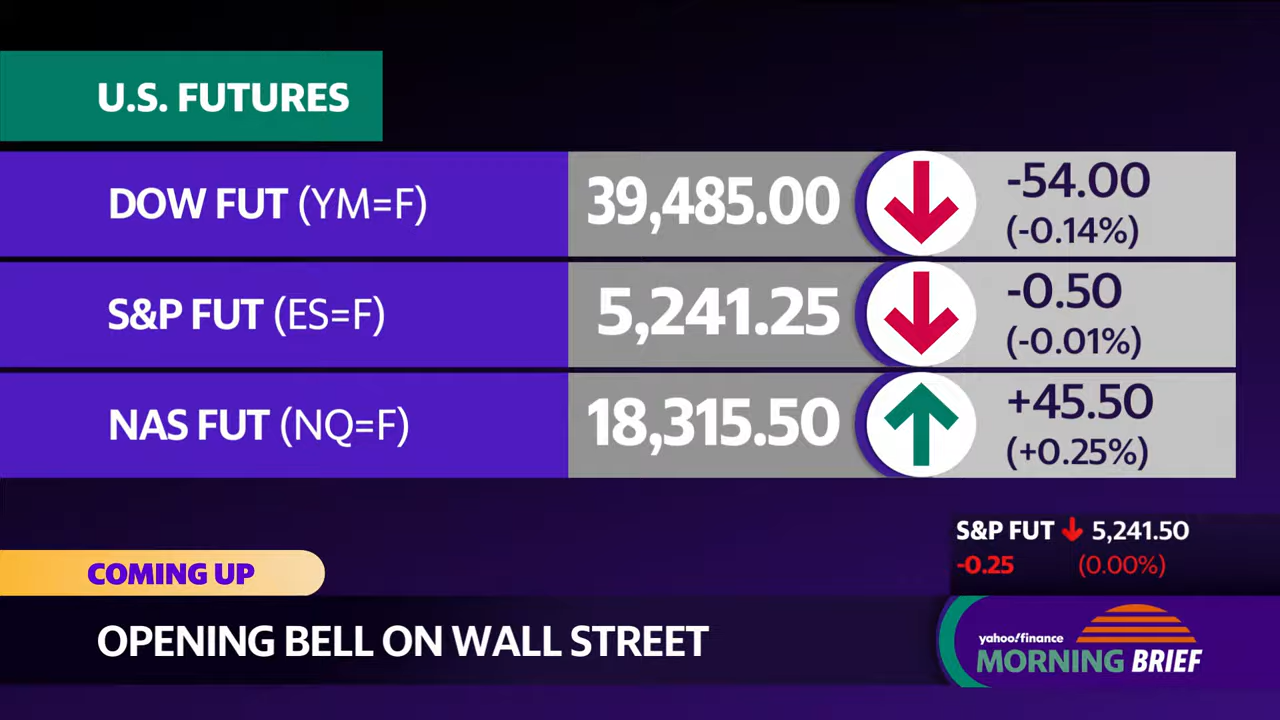 U.S. FUTURES
DOW FUT (YM=F) 39,485.00 -54.00
(-0.14%)
S&P FUT (ES=F) 5,241.25 -0.50
(-0.01%)
NAS FUT (NQ=F) 18,315.50 +45.50
(+0.25%)
S&P FUT 5,241.50
-0.25 (0.00%)
COMING UP
OPENING BELL ON WALL STREET
yahoo!finance
MORNING BRIEF